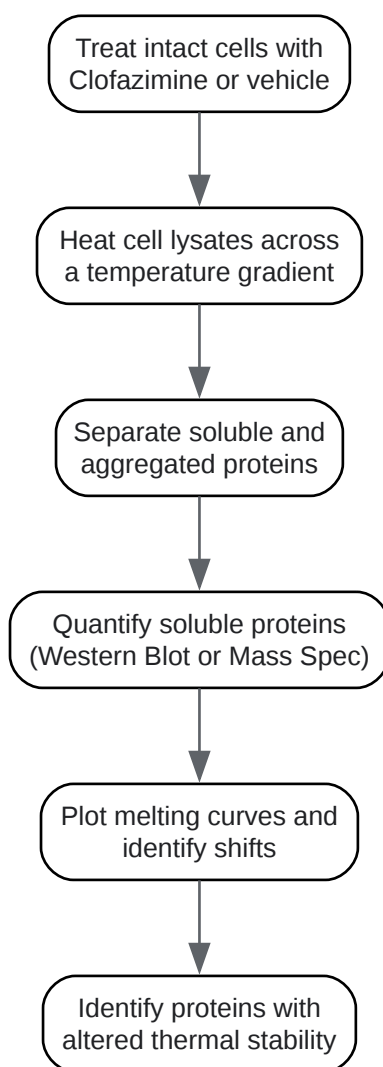 Treat intact cells with
Clofazimine or vehicle
Heat cell lysates across
a temperature gradient
Separate soluble and
aggregated proteins
Quantify soluble proteins
(Western Blot or Mass Spec)
Plot melting curves and
identify shifts
Identify proteins with
altered thermal stability